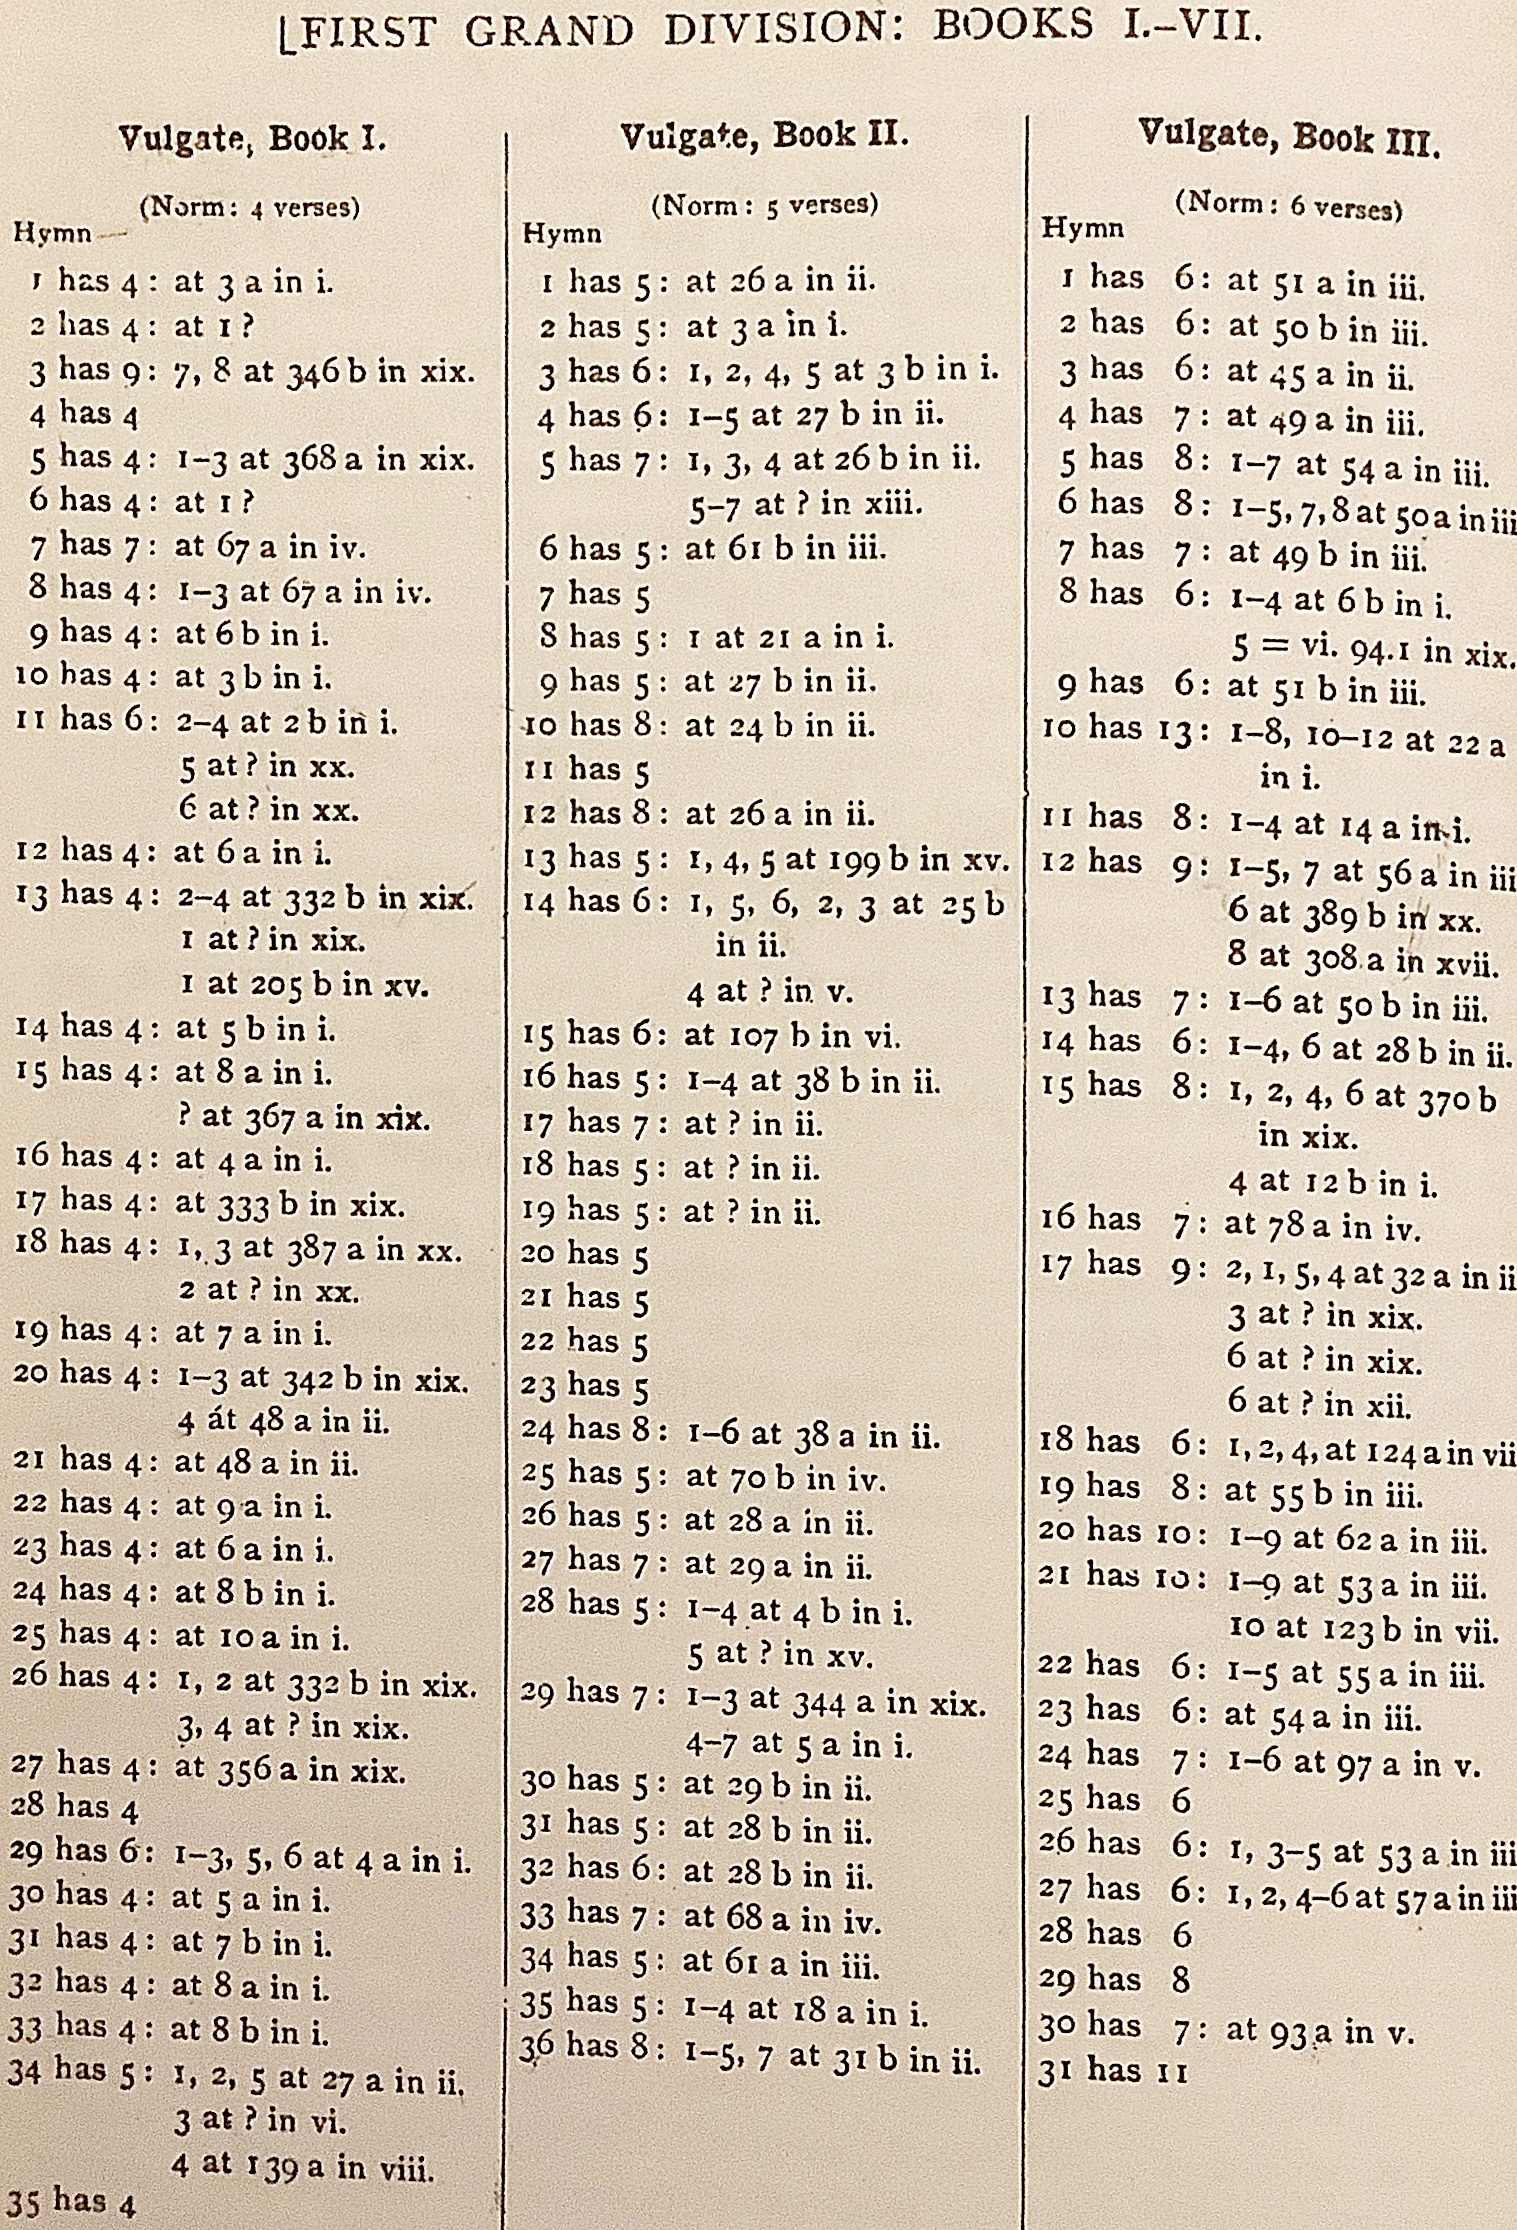 [FIRST GRAND DIVISION: BOOKS I.–VII.
Vulgate, Book I.
(Norm: 4 verses)
Hymn
1 has 4: at 3 a in i.
2 has 4: at 1?
3 has 9: 7, 8 at 346 b in xix.
4 has 4
5 has 4: 1–3 at 368 a in xix.
6 has 4: at 1?
7 has 7: at 67 a in iv.
8 has 4: 1–3 at 67 a in iv.
9 has 4: at 6 b in i.
10 has 4: at 3 b in i.
11 has 6: 2–4 at 2 b in i.
5 at ? in xx.
6 at ? in xx.
12 has 4: at 6 a in i.
13 has 4: 2–4 at 332 b in xix.
1 at ? in xix.
1 at 205 b in xv.
14 has 4: at 5 b in i.
15 has 4: at 8 a in i.
? at 367 a in xix.
16 has 4: at 4 a in i.
17 has 4: at 333 b in xix.
18 has 4: 1, 3 at 387 a in xx.
2 at ? in xx.
19 has 4: at 7 a in i.
20 has 4: 1–3 at 342 b in xix.
4 at 48 a in ii.
21 has 4: at 48 a in ii.
22 has 4: at 9 a in i.
23 has 4: at 6 a in i.
24 has 4: at 8 b in i.
25 has 4: at 10 a in i.
26 has 4: 1, 2 at 332 b in xix.
3, 4 at ? in xix.
27 has 4: at 356 a in xix.
28 has 4
29 has 6: 1–3, 5, 6 at 4 a in i.
30 has 4: at 5 a in i.
31 has 4: at 7 b in i.
32 has 4: at 8 a in i.
33 has 4: at 8 b in i.
34 has 5: 1, 2, 5 at 27 a in ii.
3 at ? in vi.
4 at 139 a in viii.
35 has 4
Vulgate, Book II.
(Norm: 5 verses)
Hymn
1 has 5: at 26 a in ii.
2 has 5: at 3 a in i.
3 has 6: 1, 2, 4, 5 at 3 b in i.
4 has 6: 1–5 at 27 b in ii.
5 has 7: 1, 3, 4 at 26 b in ii.
5–7 at ? in xiii.
6 has 5: at 61 b in iii.
7 has 5
8 has 5: 1 at 21 a in i.
9 has 5: at 27 b in ii.
10 has 8: at 24 b in ii.
11 has 5
12 has 8: at 26 a in ii.
13 has 5: 1, 4, 5 at 199 b in xv.
14 has 6: 1, 5, 6, 2, 3 at 25 b
in ii.
4 at ? in v.
15 has 6: at 107 b in vi.
16 has 5: 1–4 at 38 b in ii.
17 has 7: at ? in ii.
18 has 5: at ? in ii.
19 has 5: at ? in ii.
20 has 5
21 has 5
22 has 5
23 has 5
24 has 8: 1–6 at 38 a in ii.
25 has 5: at 70 b in iv.
26 has 5: at 28 a in ii.
27 has 7: at 29 a in ii.
28 has 5: 1–4 at 4 b in i.
5 at ? in xv.
29 has 7: 1–3 at 344 a in xix.
4–7 at 5 a in i.
30 has 5: at 29 b in ii.
31 has 5: at 28 b in ii.
32 has 6: at 28 b in ii.
33 has 7: at 68 a in iv.
34 has 5: at 61 a in iii.
35 has 5: 1–4 at 18 a in i.
36 has 8: 1–5, 7 at 31 b in ii.
Vulgate, Book III.
(Norm: 6 verses)
Hymn
1 has 6: at 51 a in iii.
2 has 6: at 50 b in iii.
3 has 6: at 45 a in ii.
4 has 7: at 49 a in iii.
5 has 8: 1–7 at 54 a in iii.
6 has 8: 1–5, 7, 8 at 50 a in iii
7 has 7: at 49 b in iii.
8 has 6: 1–4 at 6 b in i.
5 = vi. 94.1 in xix.
9 has 6: at 51 b in iii.
10 has 13: 1–8, 10–12 at 22 a
in i.
11 has 8: 1–4 at 14 a in i.
12 has 9: 1–5, 7 at 56 a in iii
6 at 389 b in xx.
8 at 308 a in xvii.
13 has 7: 1–6 at 50 b in iii.
14 has 6: 1–4, 6 at 28 b in ii.
15 has 8: 1, 2, 4, 6 at 370 b
in xix.
4 at 12 b in i.
16 has 7: at 78 a in iv.
17 has 9: 2, 1, 5, 4 at 32 a in ii
3 at ? in xix.
6 at ? in xix.
6 at ? in xii.
18 has 6: 1, 2, 4, at 124 a in vii
19 has 8: at 55 b in iii.
20 has 10: 1–9 at 62 a in iii.
21 has 10: 1–9 at 53 a in iii.
10 at 123 b in vii.
22 has 6: 1–5 at 55 a in iii.
23 has 6: at 54 a in iii.
24 has 7: 1–6 at 97 a in v.
25 has 6
26 has 6: 1, 3–5 at 53 a in iii
27 has 6: 1, 2, 4–6 at 57 a in iii
28 has 6
29 has 8
30 has 7: at 93 a in v.
31 has 11